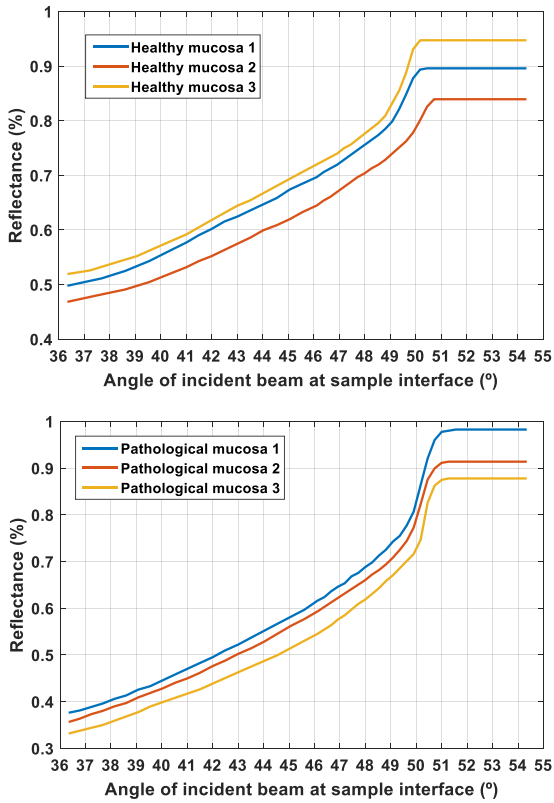 1
0.9
0.8
0.7
0.6
0.5
0.4
Reflectance (%)
Healthy mucosa 1
Healthy mucosa 2
Healthy mucosa 3
36 37 38 39 40 41 42 43 44 45 46 47 48 49 50 51 52 53 54 55
Angle of incident beam at sample interface (º)
1
0.9
0.8
0.7
0.6
0.5
0.4
0.3
Reflectance (%)
Pathological mucosa 1
Pathological mucosa 2
Pathological mucosa 3
36 37 38 39 40 41 42 43 44 45 46 47 48 49 50 51 52 53 54 55
Angle of incident beam at sample interface (º)